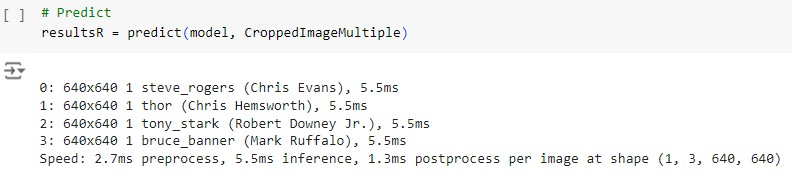 [ ] # Predict
resultsR = predict(model, CroppedImageMultiple)
0: 640x640 1 steve_rogers (Chris Evans), 5.5ms
1: 640x640 1 thor (Chris Hemsworth), 5.5ms
2: 640x640 1 tony_stark (Robert Downey Jr.), 5.5ms
3: 640x640 1 bruce_banner (Mark Ruffalo), 5.5ms
Speed: 2.7ms preprocess, 5.5ms inference, 1.3ms postprocess per image at shape (1, 3, 640, 640)